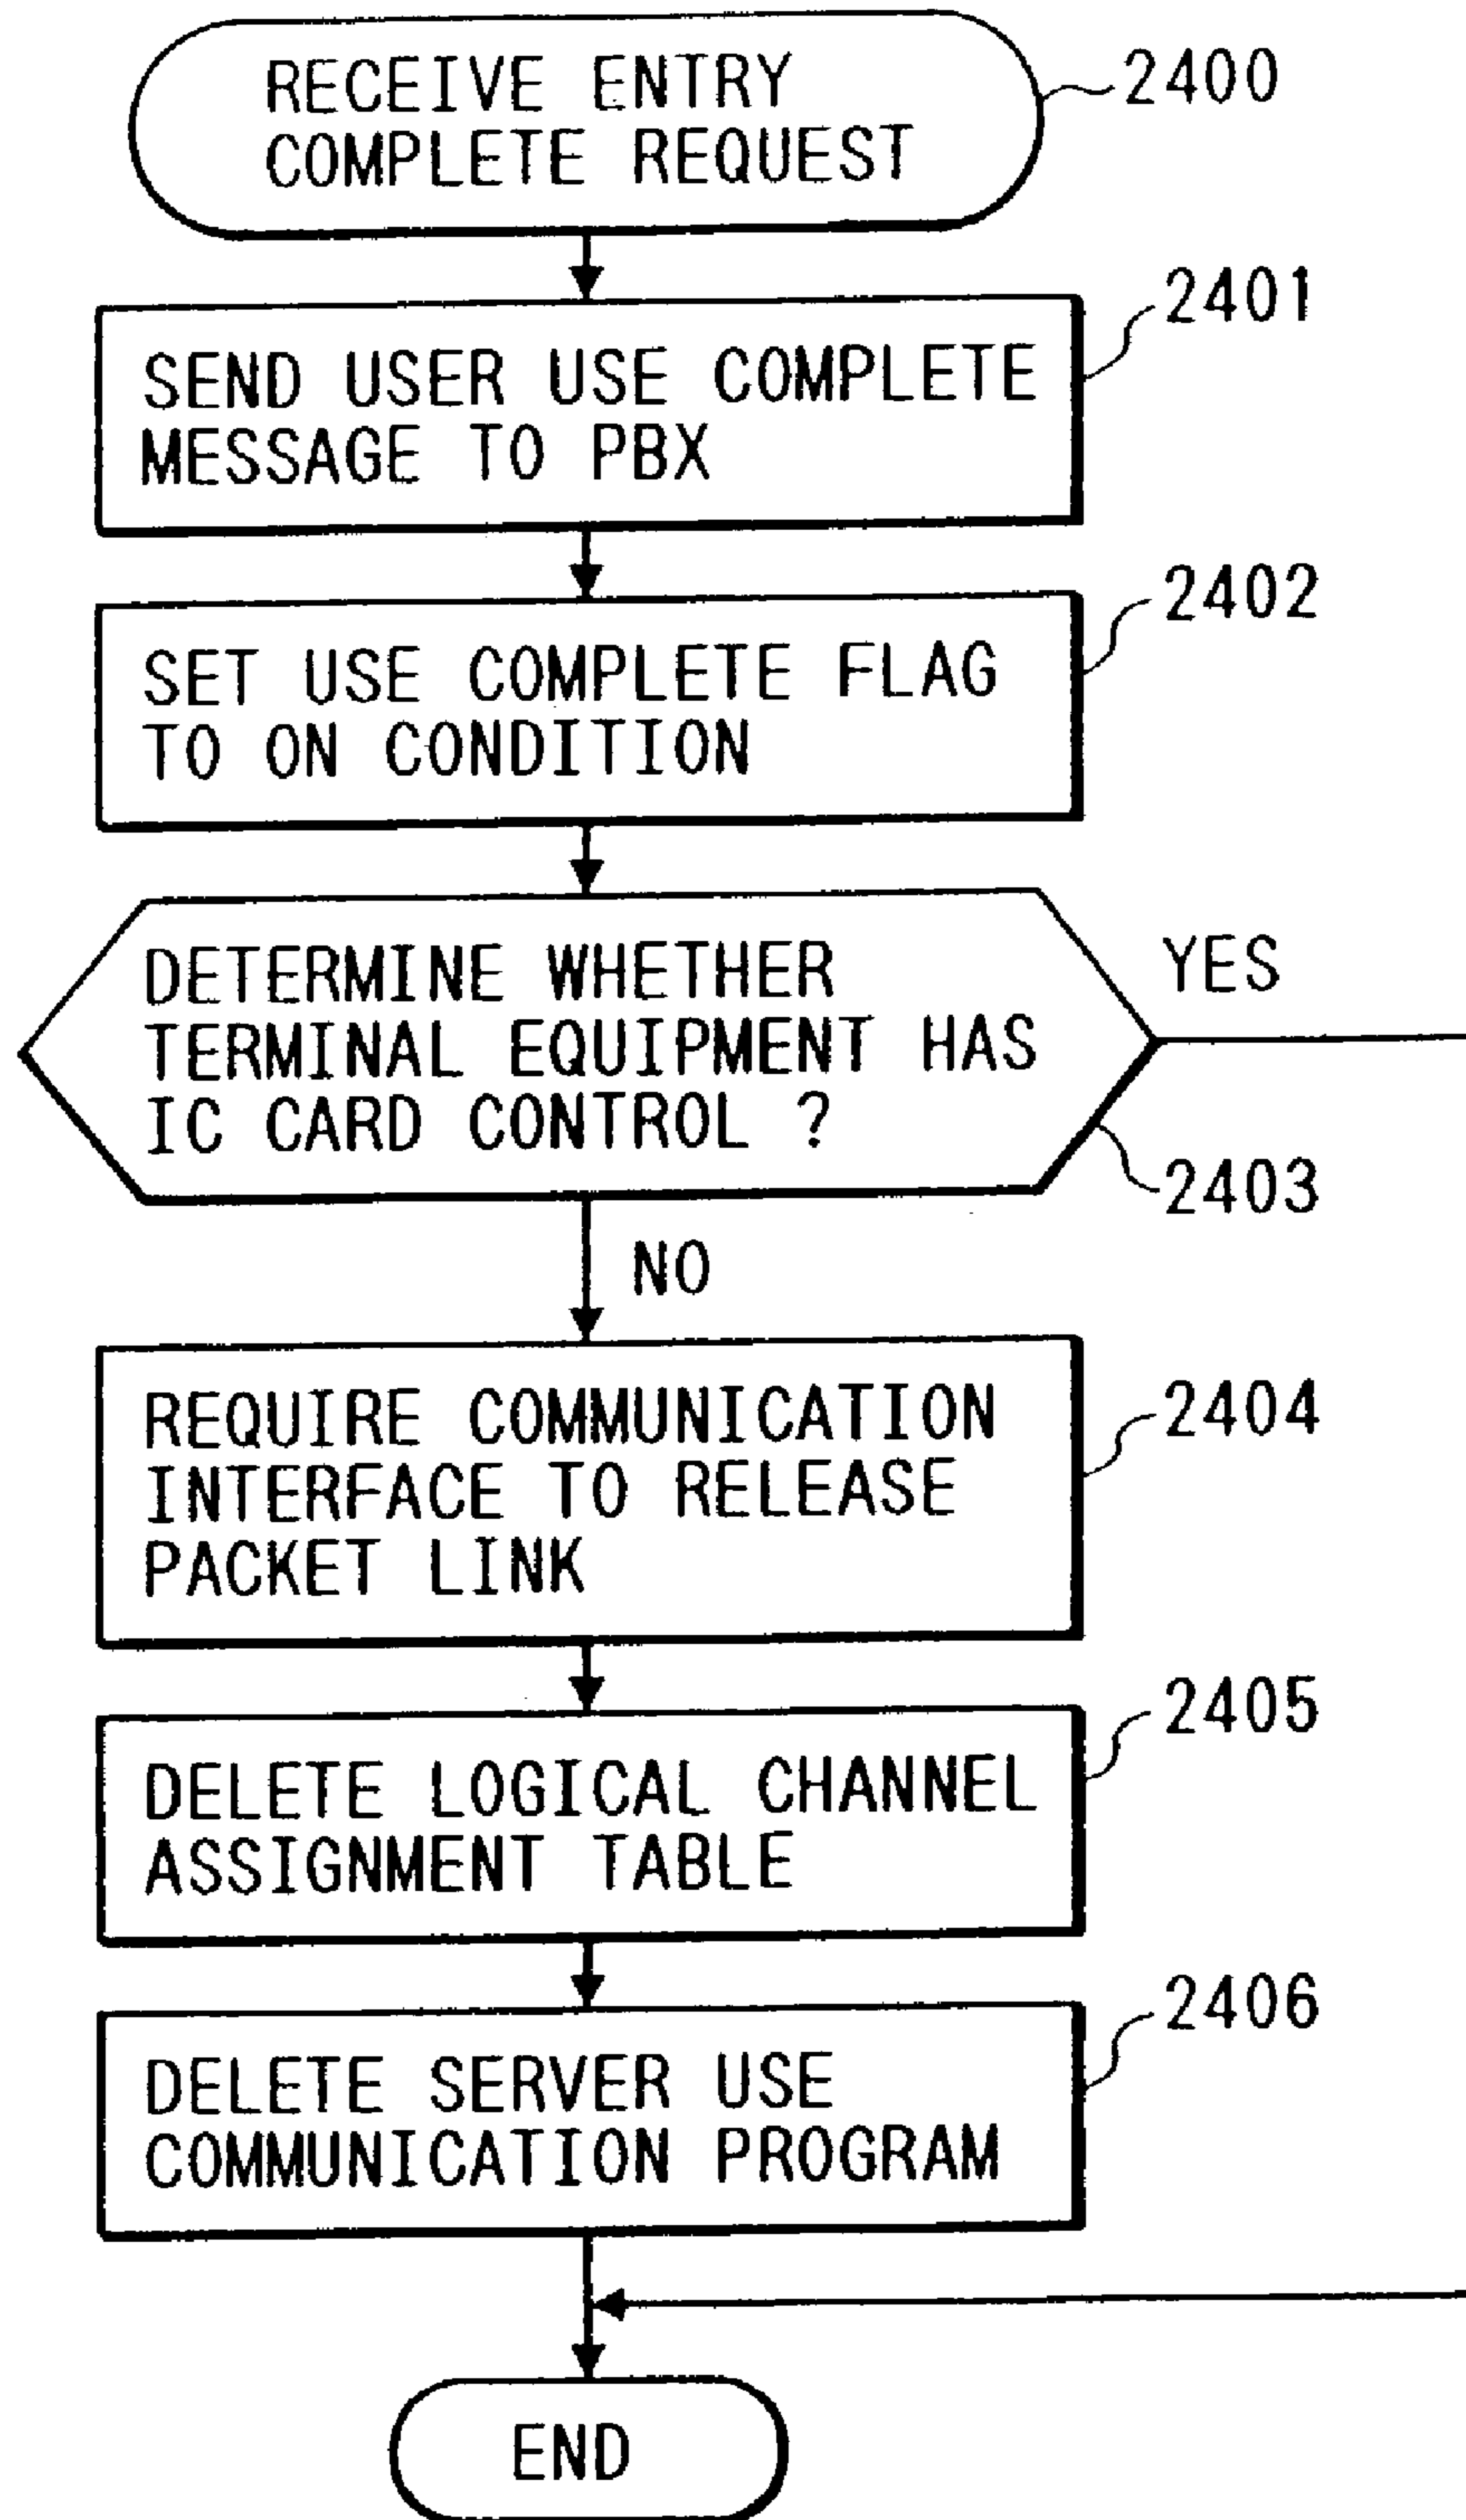 RECEIVE ENTRY
COMPLETE REQUEST
2400
2401
SEND USER USE COMPLETE
MESSAGE TO PBX
2402
SET USE COMPLETE FLAG
TO ON CONDITION
DETERMINE WHETHER
TERMINAL EQUIPMENT HAS
IC CARD CONTROL ?
YES
2403
NO
REQUIRE COMMUNICATION
INTERFACE TO RELEASE
PACKET LINK
2404
2405
DELETE LOGICAL CHANNEL
ASSIGNMENT TABLE
2406
DELETE SERVER USE
COMMUNICATION PROGRAM
END